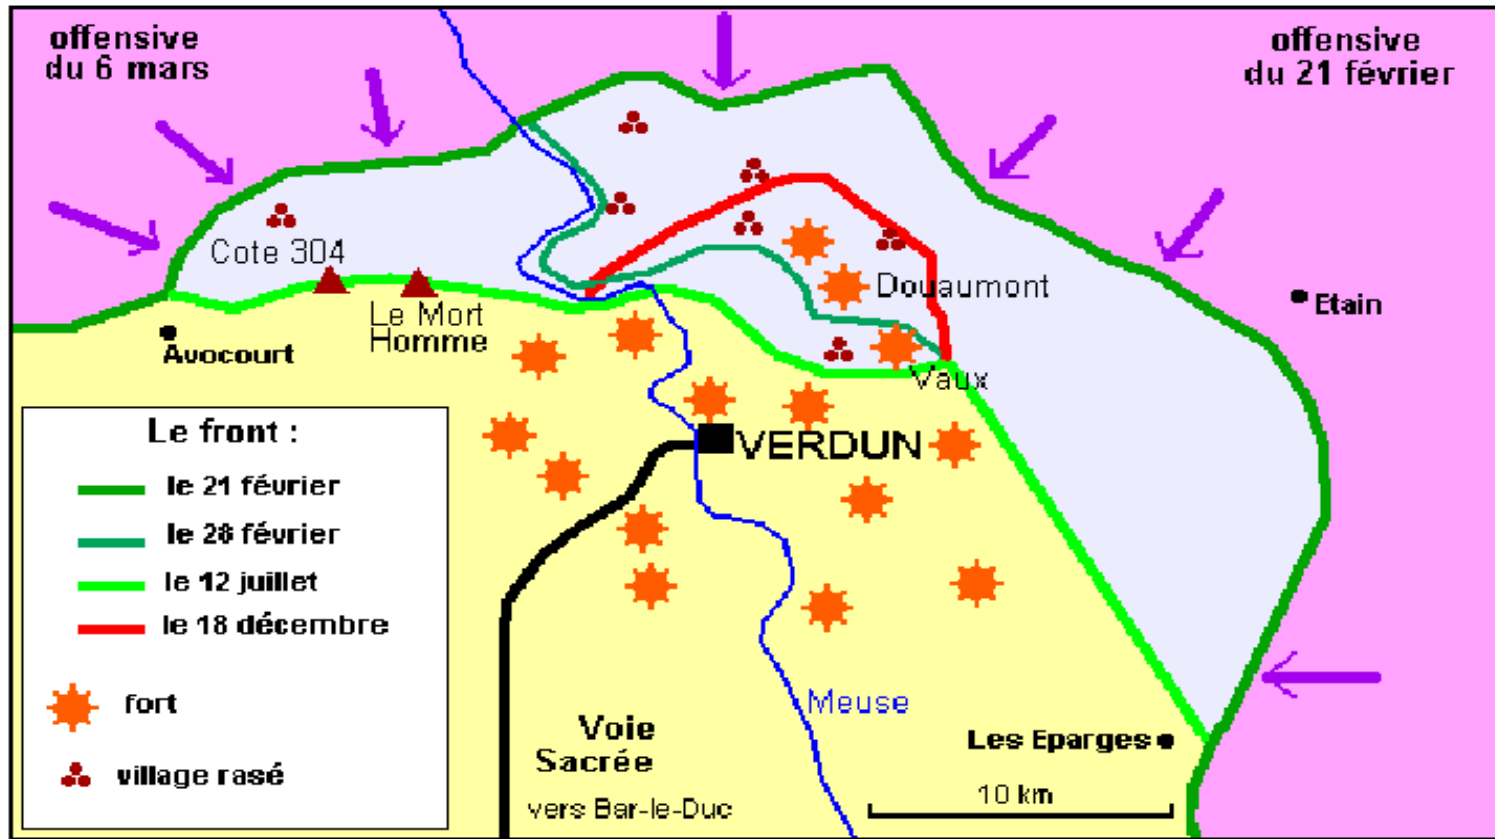 offensive
du 6 mars
offensive
du 21 février
Cote 304
Le Mort
Homme
Avocourt
Douaumont
Vaux
Etain
VERDUN
Le front :
le 21 février
le 28 février
le 12 juillet
le 18 décembre
fort
village rasé
Voie
Sacrée
vers Bar-le-Duc
Meuse
Les Eparges
10 km